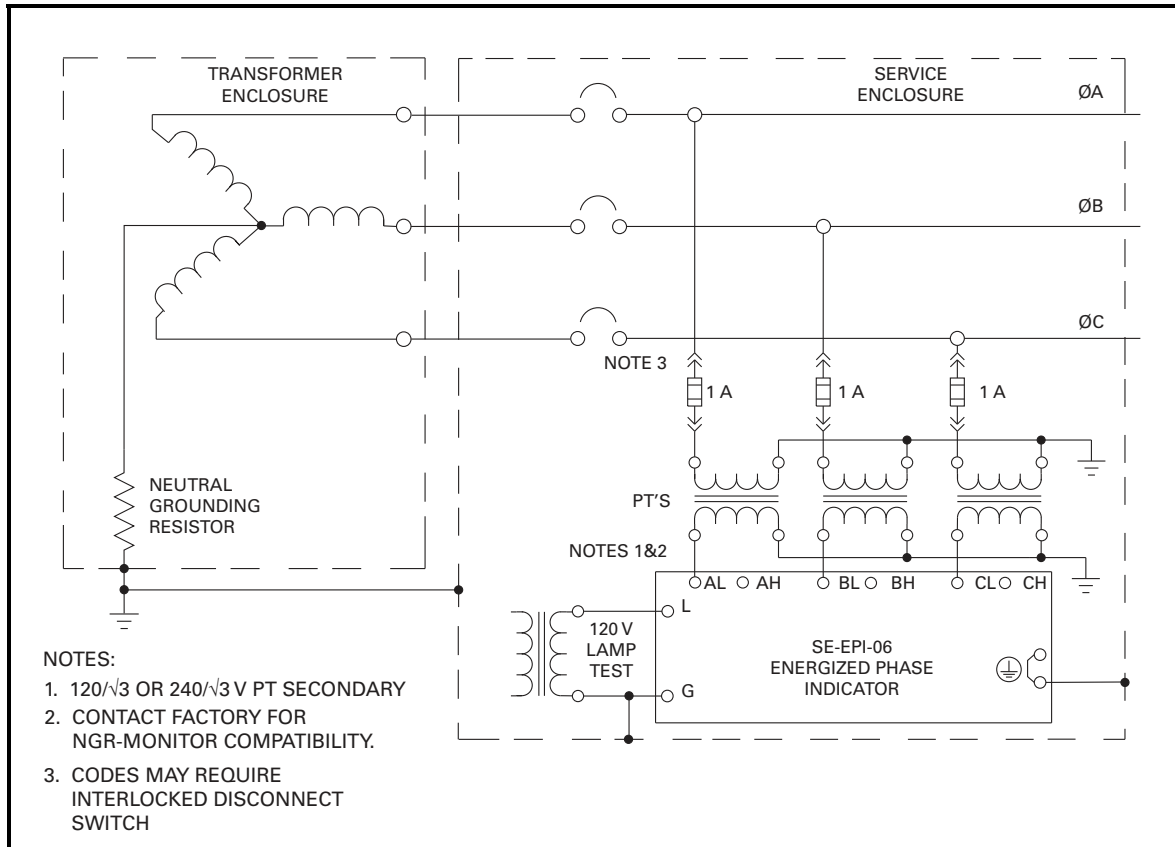 TRANSFORMER
ENCLOSURE
SERVICE
ENCLOSURE
ØA
ØB
ØC
NOTE 3
1 A
1 A
1 A
NEUTRAL
GROUNDING
RESISTOR
PT'S
NOTES 1&2
AL AH BL BH CL CH
L
120 V
LAMP
TEST
G
SE-EPI-06
ENERGIZED PHASE
INDICATOR
NOTES:
1. 120/√3 OR 240/√3 V PT SECONDARY
2. CONTACT FACTORY FOR
NGR-MONITOR COMPATIBILITY.
3. CODES MAY REQUIRE
INTERLOCKED DISCONNECT
SWITCH